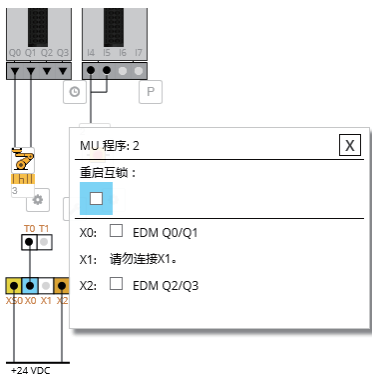 Q0 Q1 Q2 Q3
I4 I5 I6 I7
P
MU 程序: 2
X
重启互锁：
3
X0: EDM Q0/Q1
T0 T1
X1: 请勿连接X1。
X2: EDM Q2/Q3
XS0 X0 X1 X2
+24 VDC